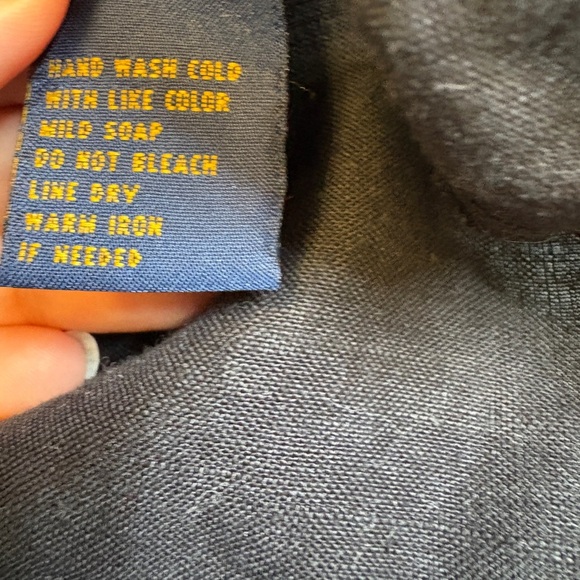 HAND WASH COLD
WITH LIKE COLOR
MILD SOAP
DO NOT BLEACH
LINE DRY
WARM IRON
IF NEEDED